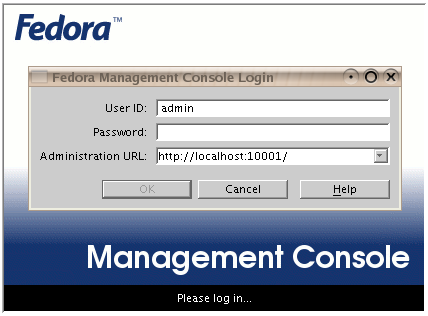 Fedora™
Fedora Management Console Login
User ID: admin
Password:
Administration URL: http://localhost:10001/
OK Cancel Help
Management Console
Please log in...